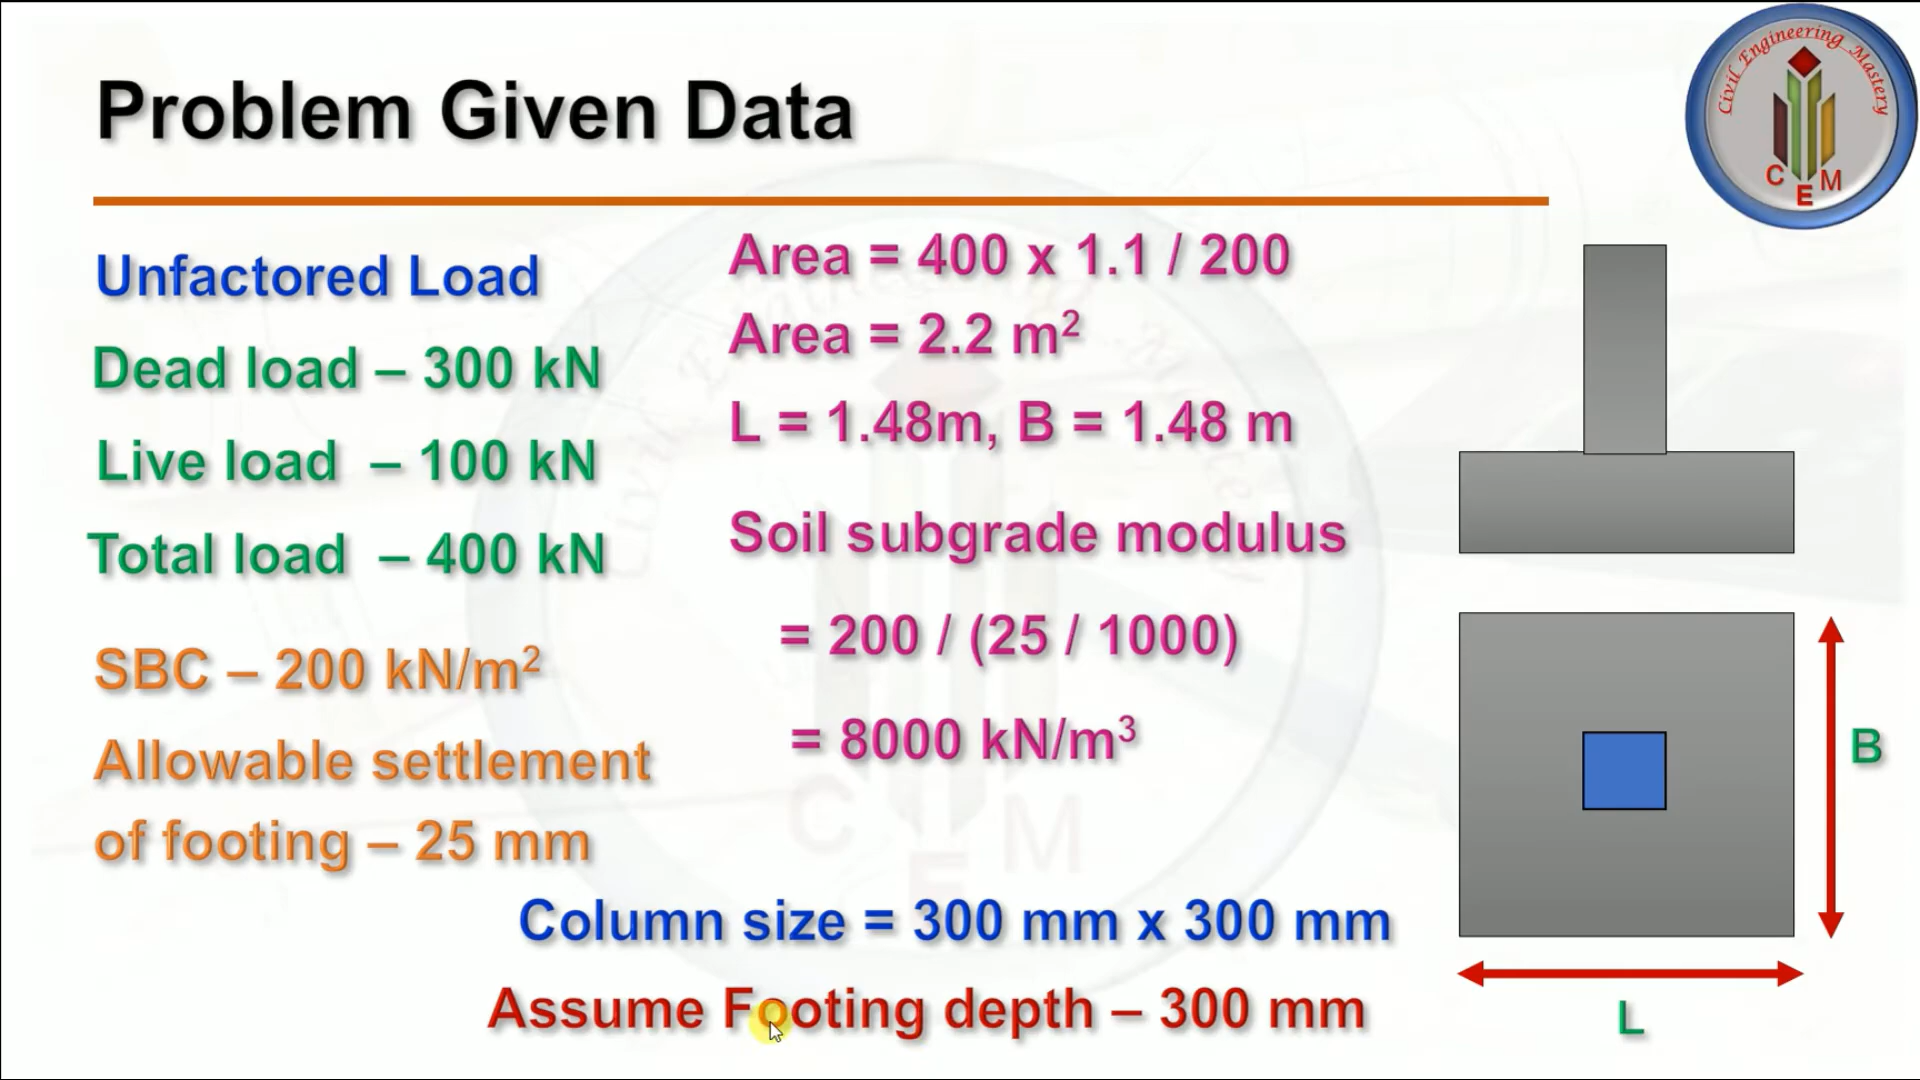 Problem Given Data
Civil Engineering Mastery
C E M
Unfactored Load
Dead load – 300 kN
Live load – 100 kN
Total load – 400 kN
SBC – 200 kN/m²
Allowable settlement
of footing – 25 mm
Area = 400 x 1.1 / 200
Area = 2.2 m²
L = 1.48m, B = 1.48 m
Soil subgrade modulus
= 200 / (25 / 1000)
= 8000 kN/m³
Column size = 300 mm x 300 mm
Assume Footing depth – 300 mm
B
L
C E M